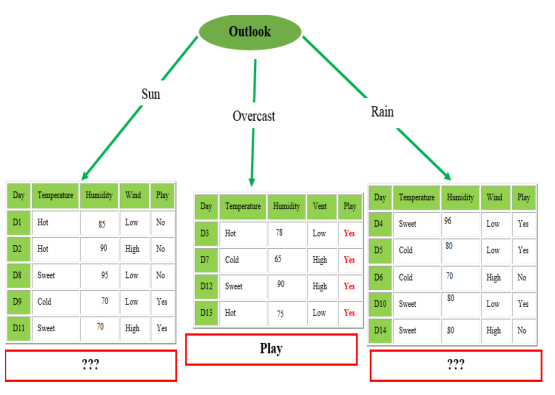 Outlook
Sun
Overcast
Rain
Day Temperature Humidity Wind Play
D1 Hot 85 Low No
D2 Hot 90 High No
D8 Sweet 95 Low No
D9 Cold 70 Low Yes
D11 Sweet 70 High Yes
???
Day Temperature Humidity Vent Play
D3 Hot 78 Low Yes
D7 Cold 65 High Yes
D12 Sweet 90 High Yes
D13 Hot 75 Low Yes
Play
Day Temperature Humidity Wind Play
D4 Sweet 96 Low Yes
D5 Cold 80 Low Yes
D6 Cold 70 High No
D10 Sweet 80 Low Yes
D14 Sweet 80 High No
???